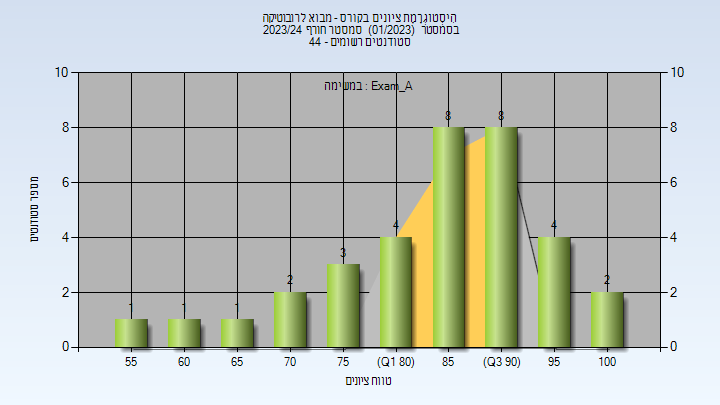 היסטוגרמת ציונים בקורס - מבוא לרובוטיקה
בסמסטר (01/2023) סמסטר חורף 2023/24
סטודנטים רשומים - 44
במשימה : Exam_A
מספר סטודנטים
10 10
8 8
6 6
4 4
2 2
0 0
1 1 1 2 3 4 8 8 4 2
55 60 65 70 75 (Q1 80) 85 (Q3 90) 95 100
טווח ציונים